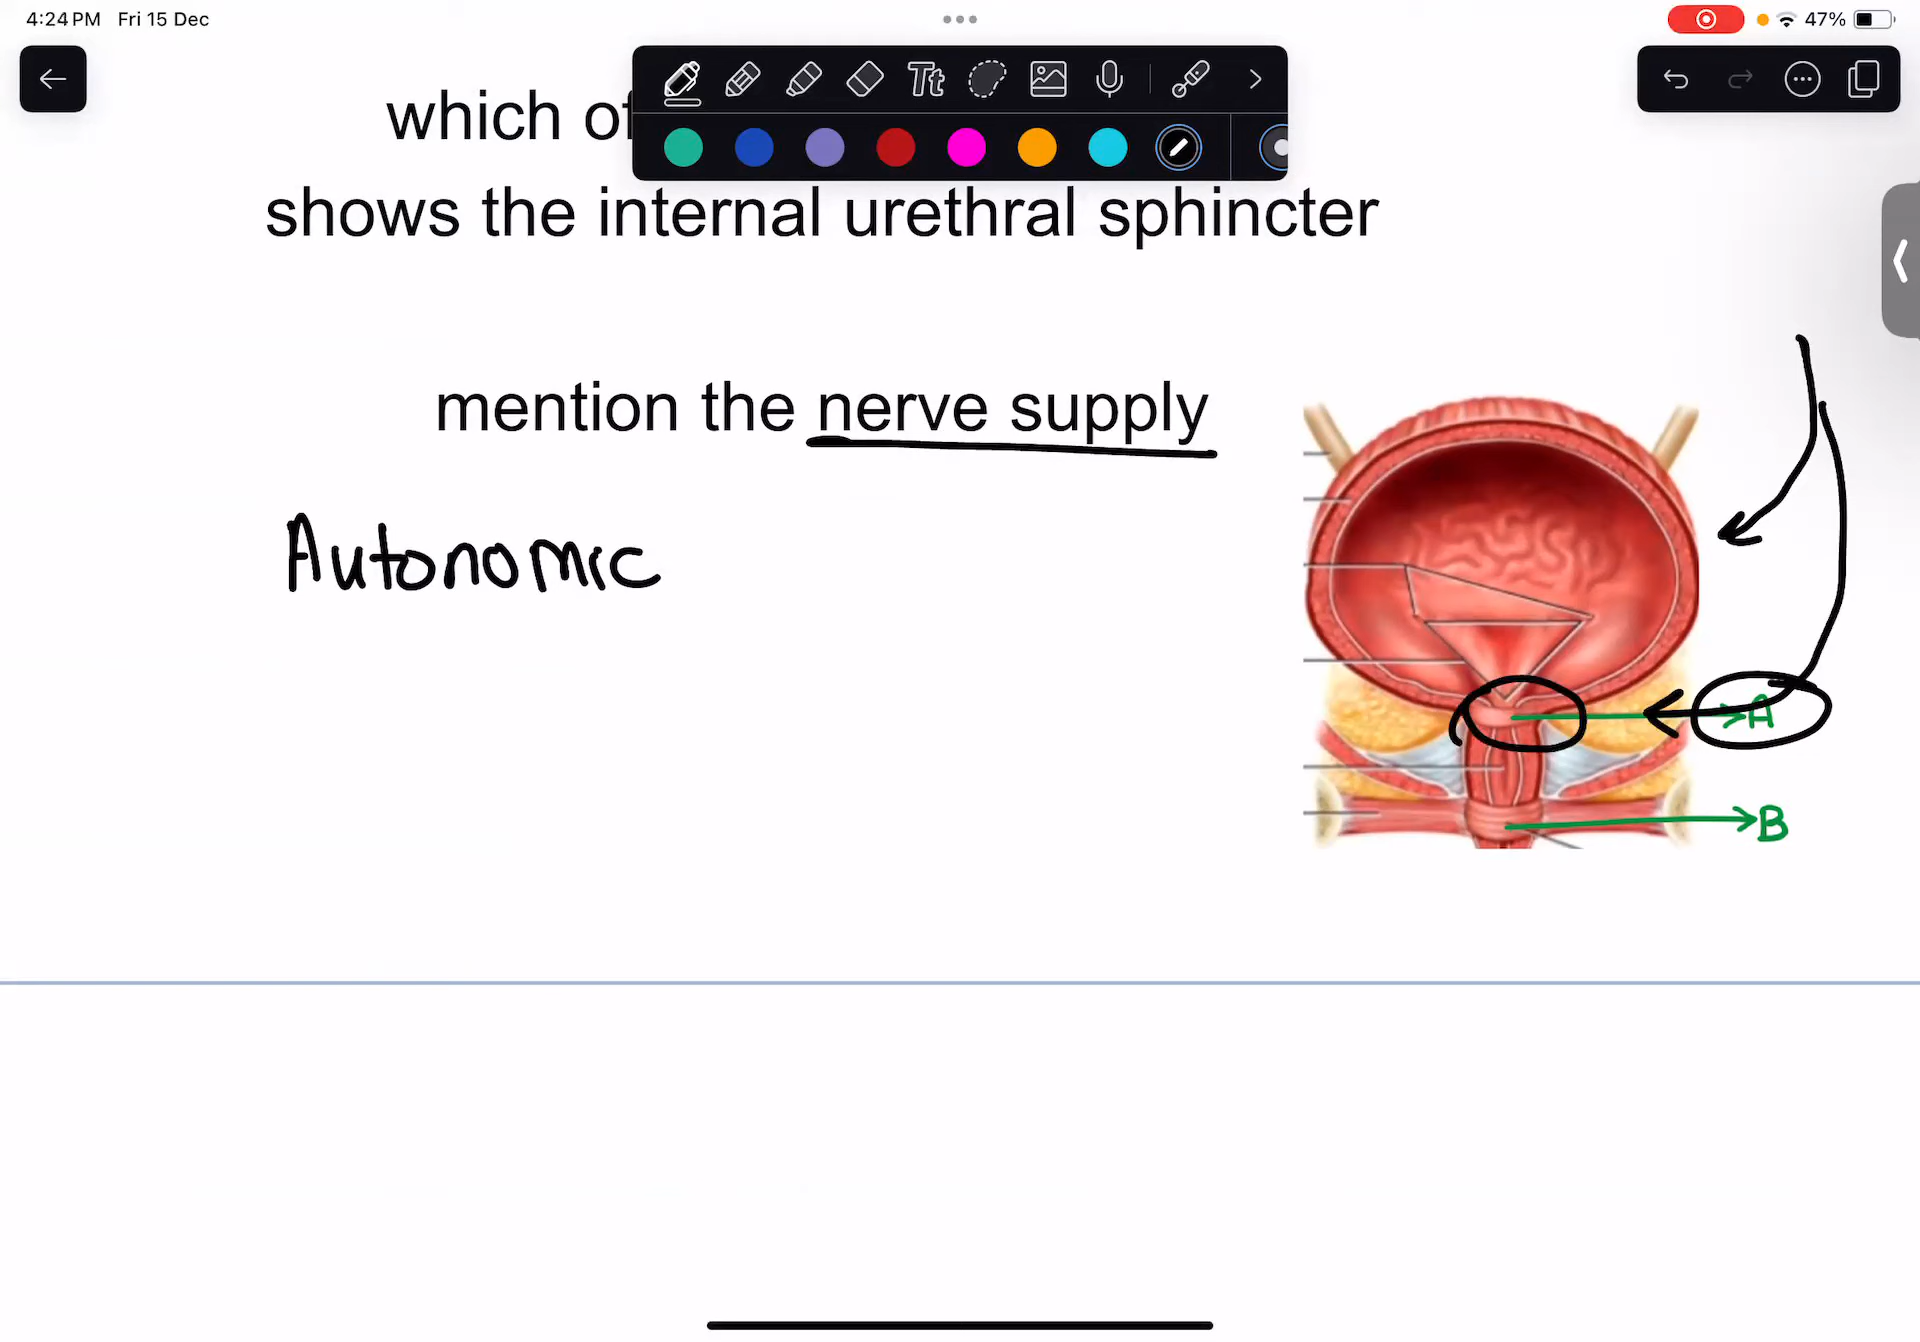 4:24 PM Fri 15 Dec
47%
Tt
which of
shows the internal urethral sphincter
mention the nerve supply
Autonomic
A
B